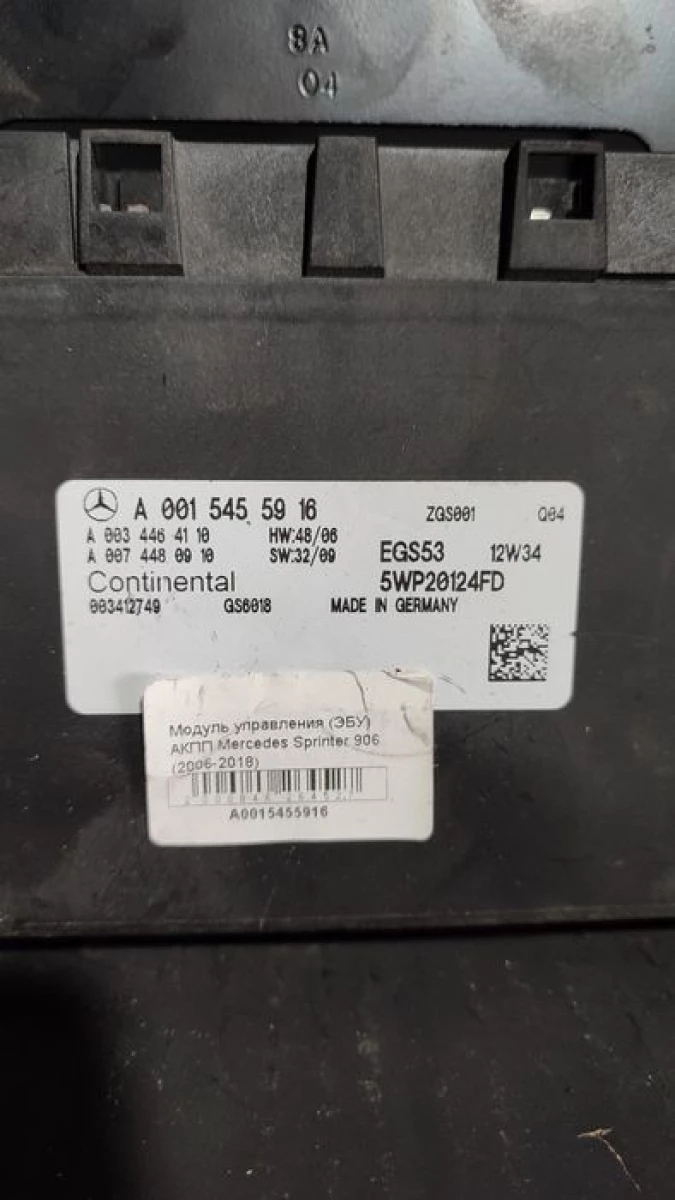 8A
04
A 001 545 59 16 ZGS001 Q04
A 003 446 41 10 HW:48/06
A 007 448 09 10 SW:32/09 EGS53 12W34
Continental 5WP20124FD
003412749 GS6018 MADE IN GERMANY
Модуль управления (ЭБУ)
АКПП Mercedes Sprinter 906
(2006-2018)
A0015455916